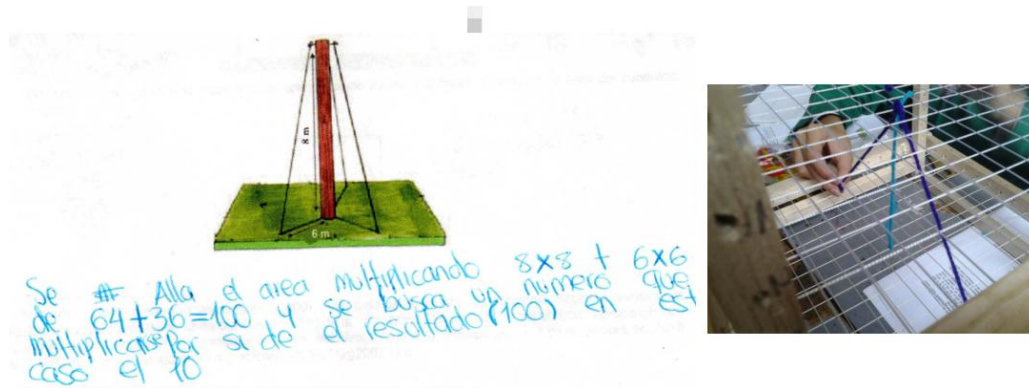 8 m
6 m
Se # Alla el area multiplicando 8x8 + 6x6
de 64+36=100 y se busca un numero que
multiplicase por si de el resultado (100) en est
caso el 10